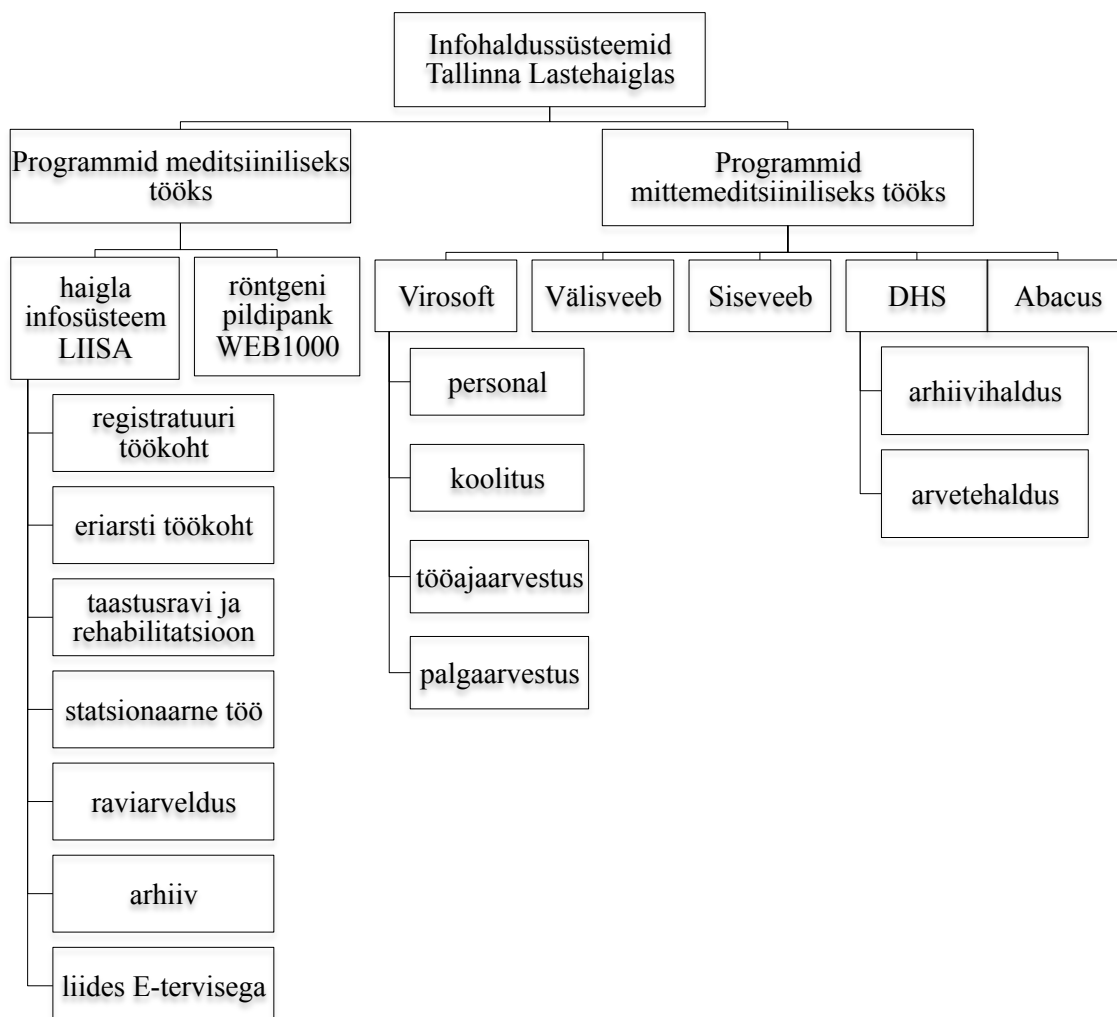 Infohaldussüsteemid
Tallinna Lastehaiglas
Programmid meditsiiniliseks
tööks
Programmid
mittemeditsiiniliseks tööks
haigla
infosüsteem
LIISA
röntgeni
pildipank
WEB1000
Virosoft
Välisveeb
Siseveeb
DHS
Abacus
registratuuri
töökoht
eriarsti töökoht
taastusravi ja
rehabilitatsioon
statsionaarne töö
raviarveldus
arhiiv
liides E-tervisega
personal
koolitus
tööajaarvestus
palgaarvestus
arhiivihaldus
arvetehaldus